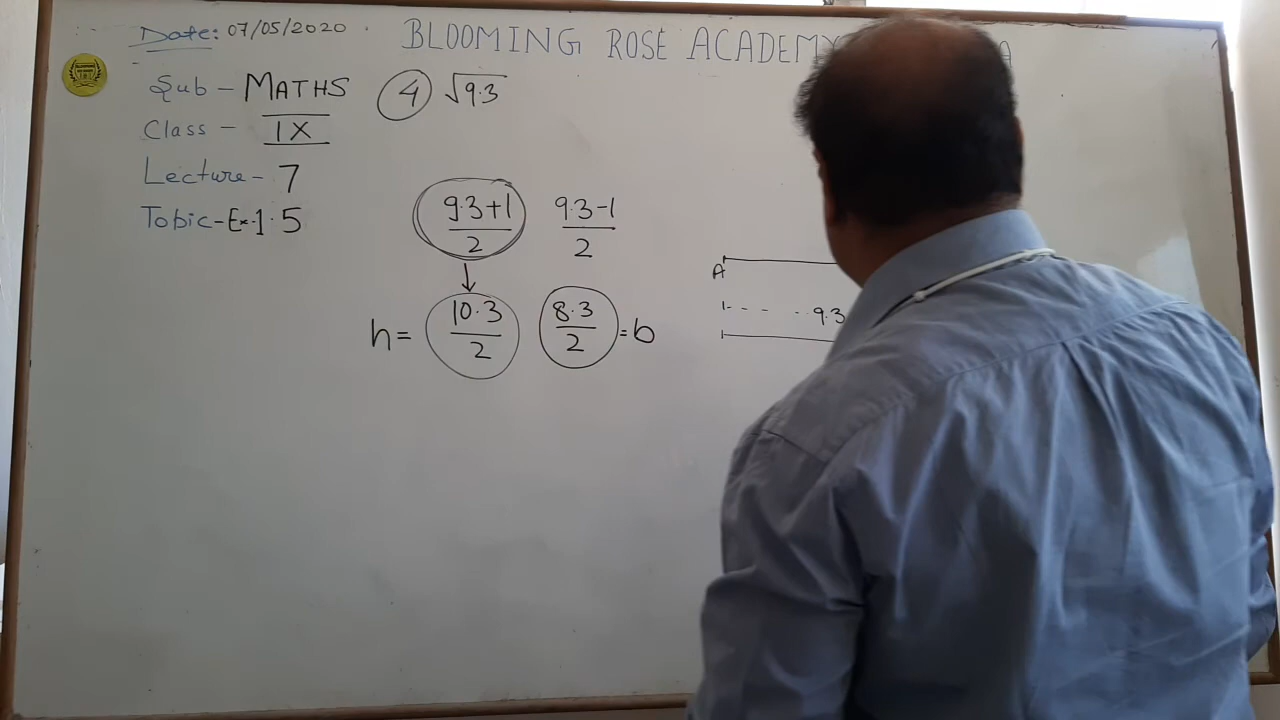 Date: 07/05/2020
BLOOMING ROSE ACADEMY
Sub - MATHS
Class - IX
Lecture - 7
Tobic - Ex-1.5
4 √9.3
9.3+1/2 9.3-1/2
h= 10.3/2 8.3/2 =b
A
9.3